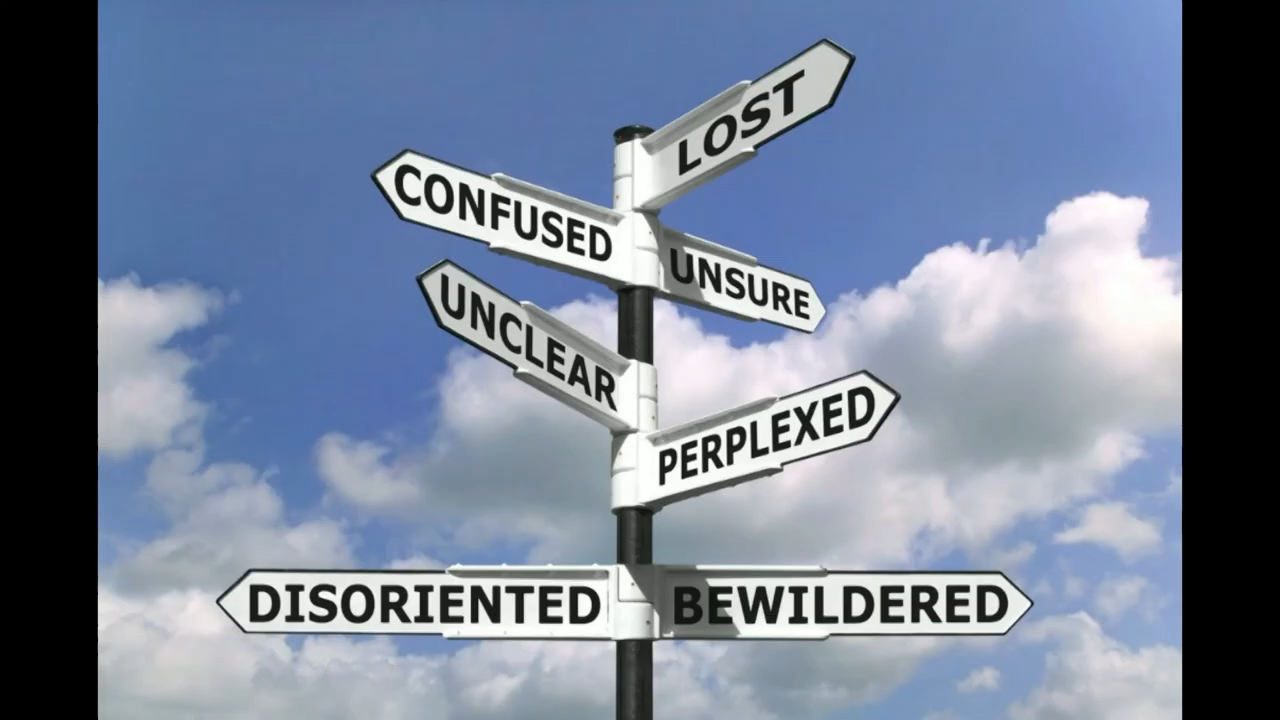 LOST
CONFUSED
UNSURE
UNCLEAR
PERPLEXED
DISORIENTED
BEWILDERED